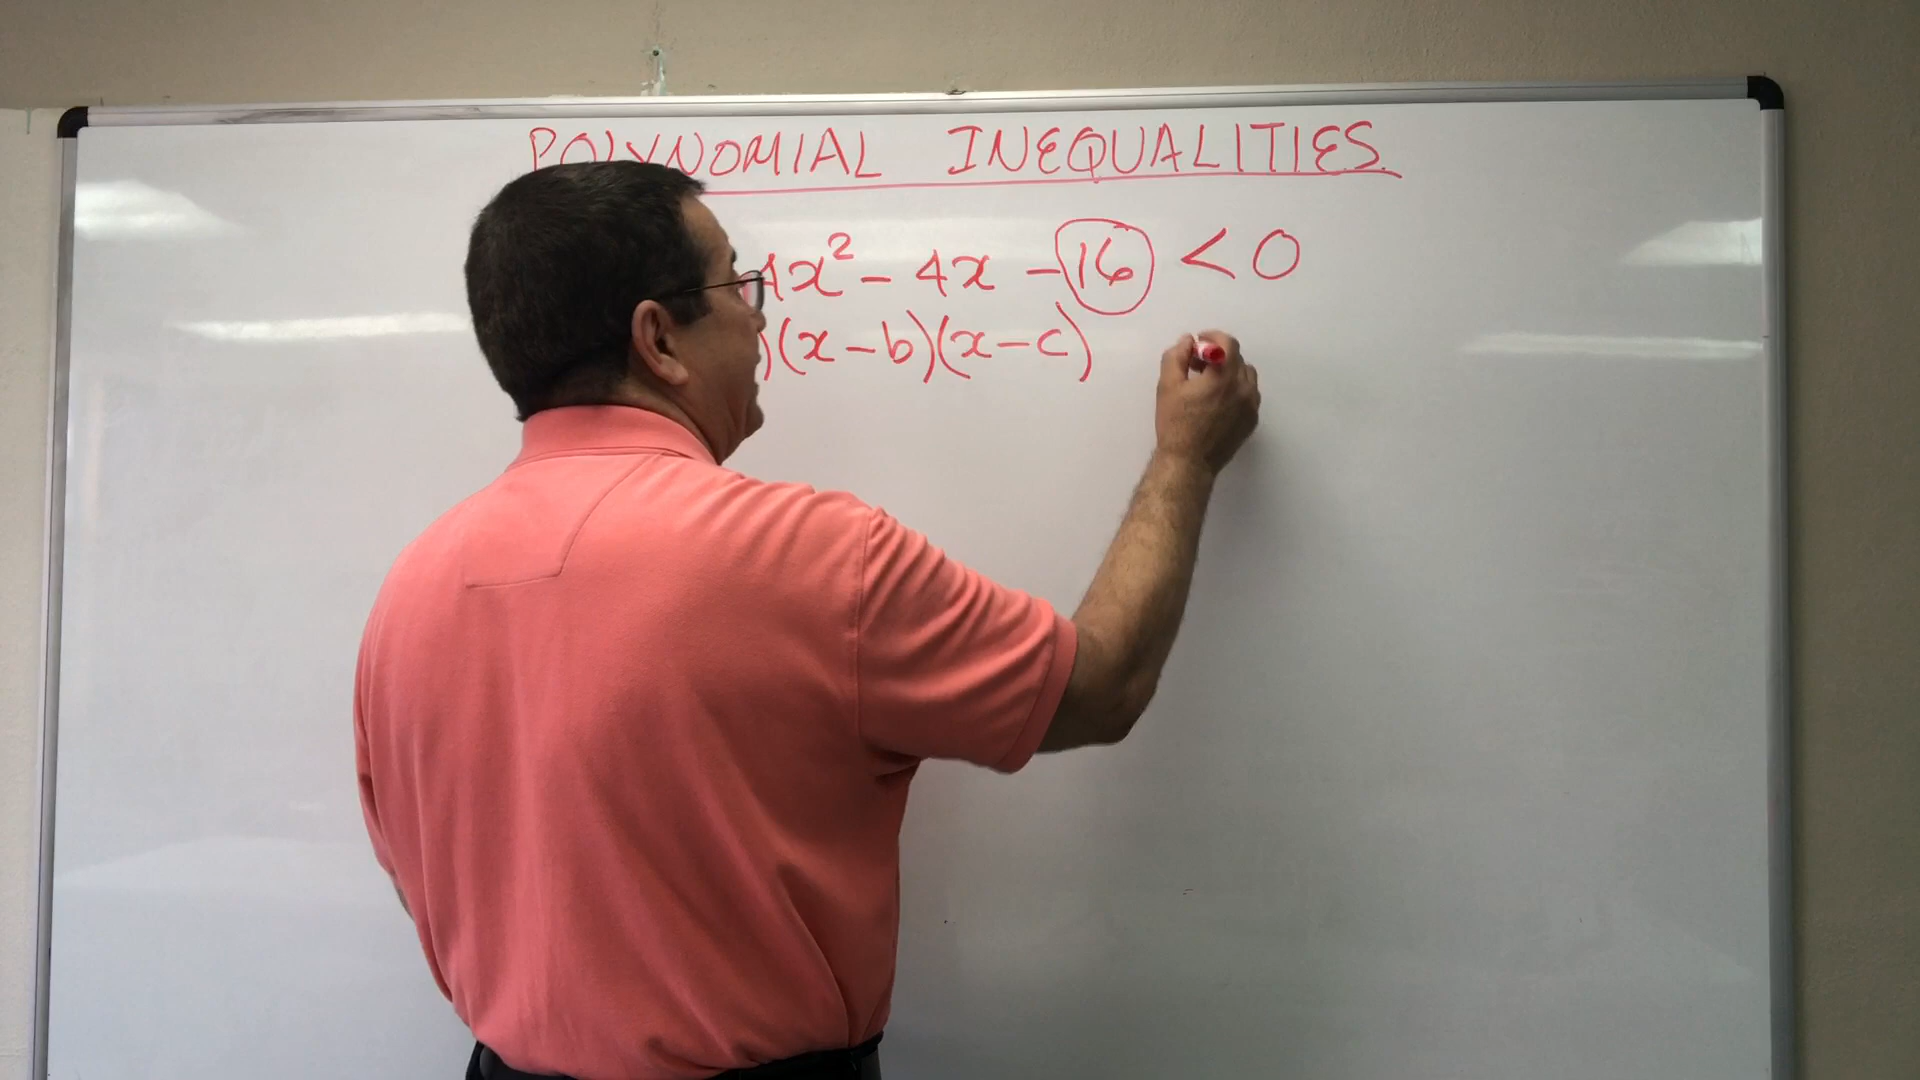 POLYNOMIAL INEQUALITIES
4x² - 4x - 16 < 0
)(x - b)(x - c)